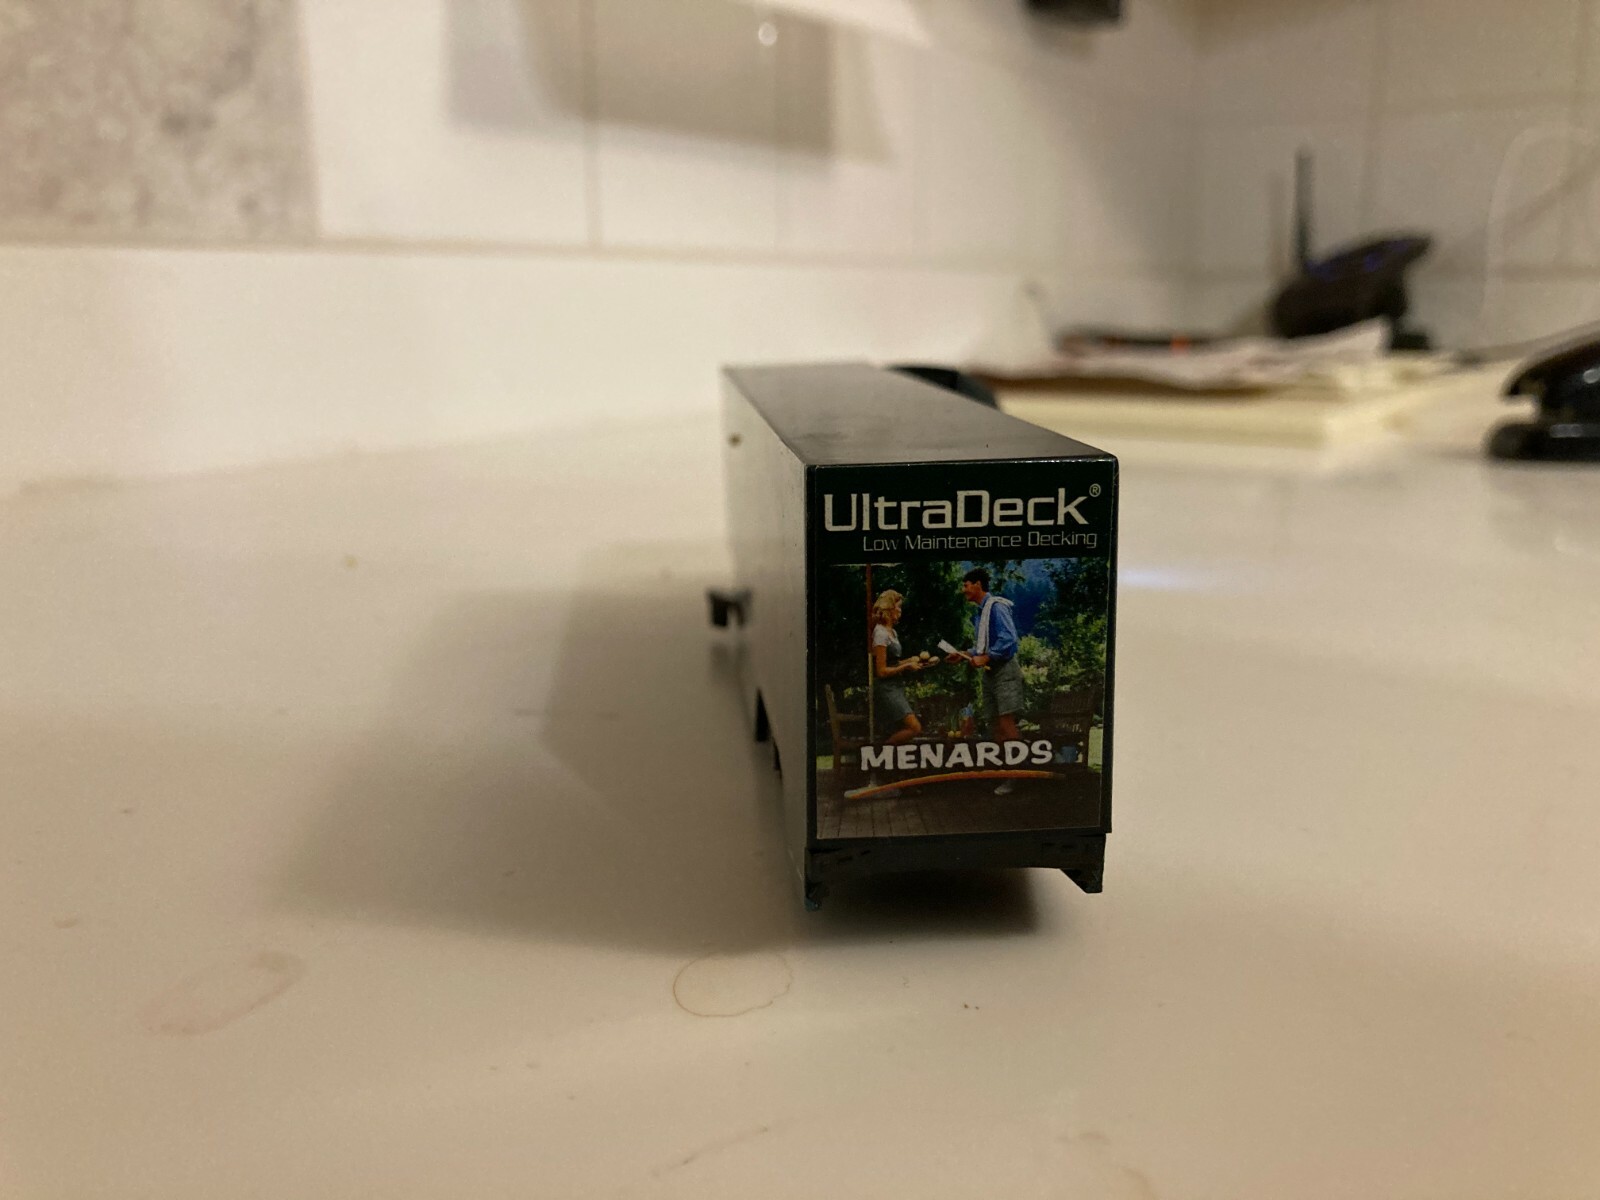 UltraDeck®
Low Maintenance Decking
MENARDS